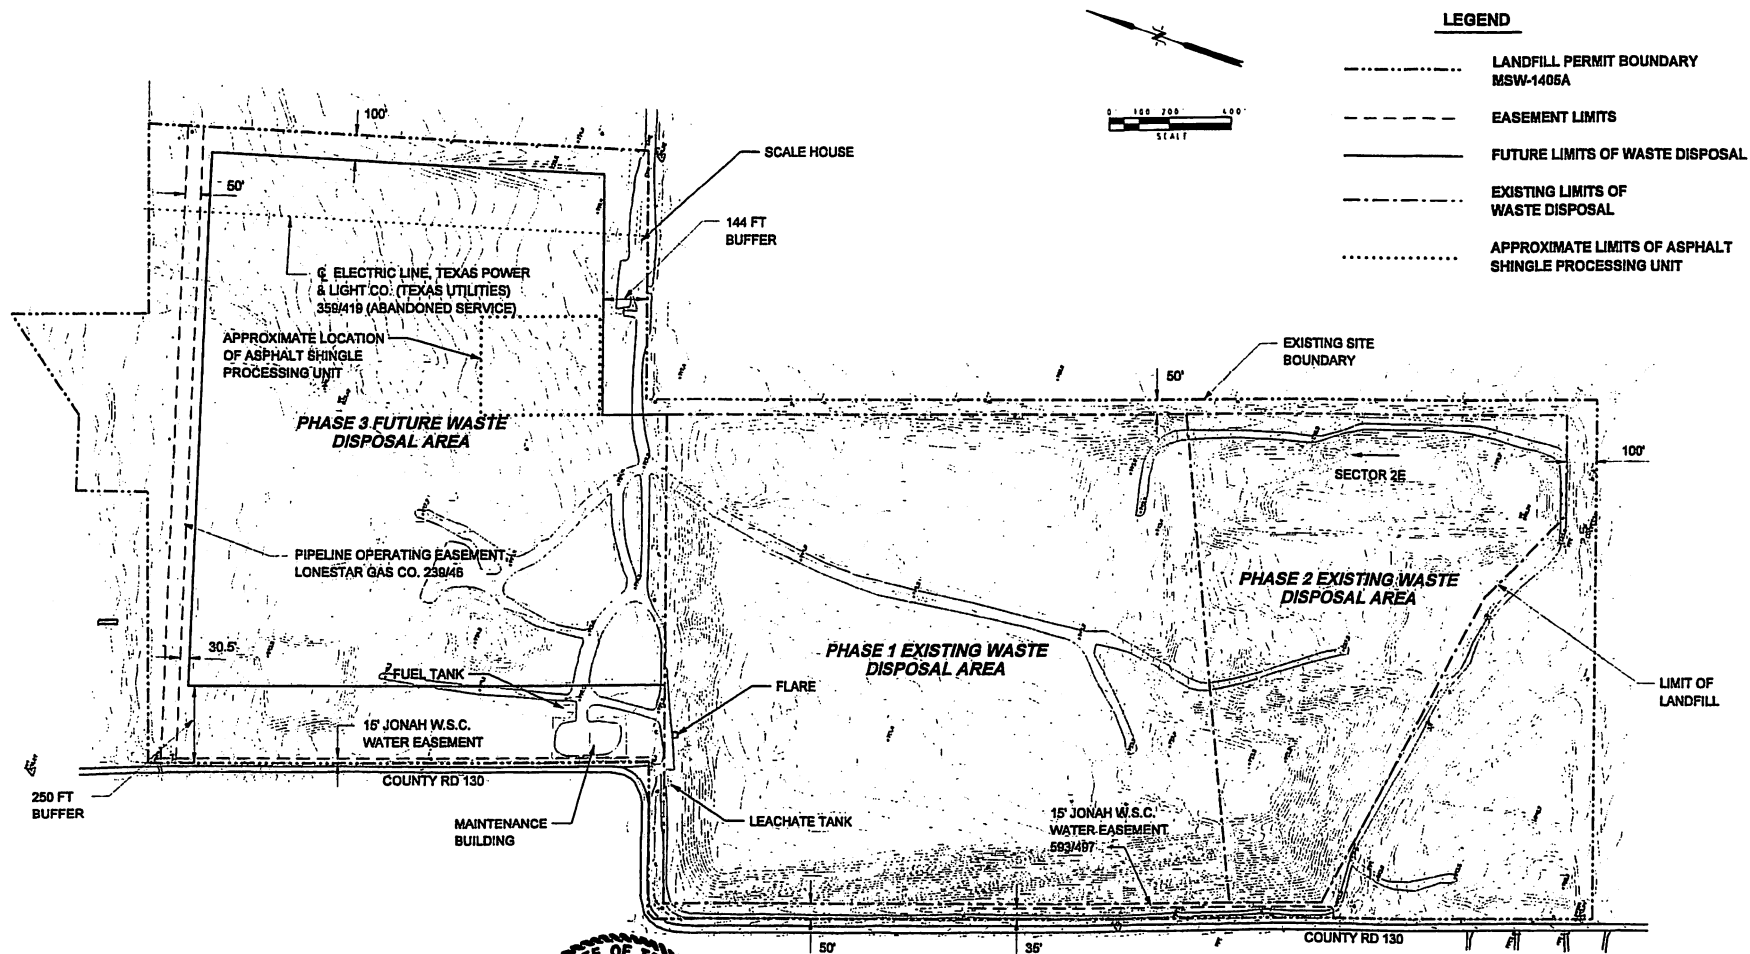 LEGEND
LANDFILL PERMIT BOUNDARY
MSW-1405A
EASEMENT LIMITS
FUTURE LIMITS OF WASTE DISPOSAL
EXISTING LIMITS OF
WASTE DISPOSAL
APPROXIMATE LIMITS OF ASPHALT
SHINGLE PROCESSING UNIT
N
0 100 200 400
SCALE
100'
50'
SCALE HOUSE
144 FT
BUFFER
℄ ELECTRIC LINE, TEXAS POWER
& LIGHT CO. (TEXAS UTILITIES)
359/419 (ABANDONED SERVICE)
APPROXIMATE LOCATION
OF ASPHALT SHINGLE
PROCESSING UNIT
PHASE 3 FUTURE WASTE
DISPOSAL AREA
EXISTING SITE
BOUNDARY
50'
100'
SECTOR 2E
PIPELINE OPERATING EASEMENT,
LONESTAR GAS CO. 239/46
PHASE 2 EXISTING WASTE
DISPOSAL AREA
PHASE 1 EXISTING WASTE
DISPOSAL AREA
30.5'
FUEL TANK
FLARE
LIMIT OF
LANDFILL
15' JONAH W.S.C.
WATER EASEMENT
COUNTY RD 130
250 FT
BUFFER
MAINTENANCE
BUILDING
LEACHATE TANK
15' JONAH W.S.C.
WATER EASEMENT
593/497
50'
35'
COUNTY RD 130